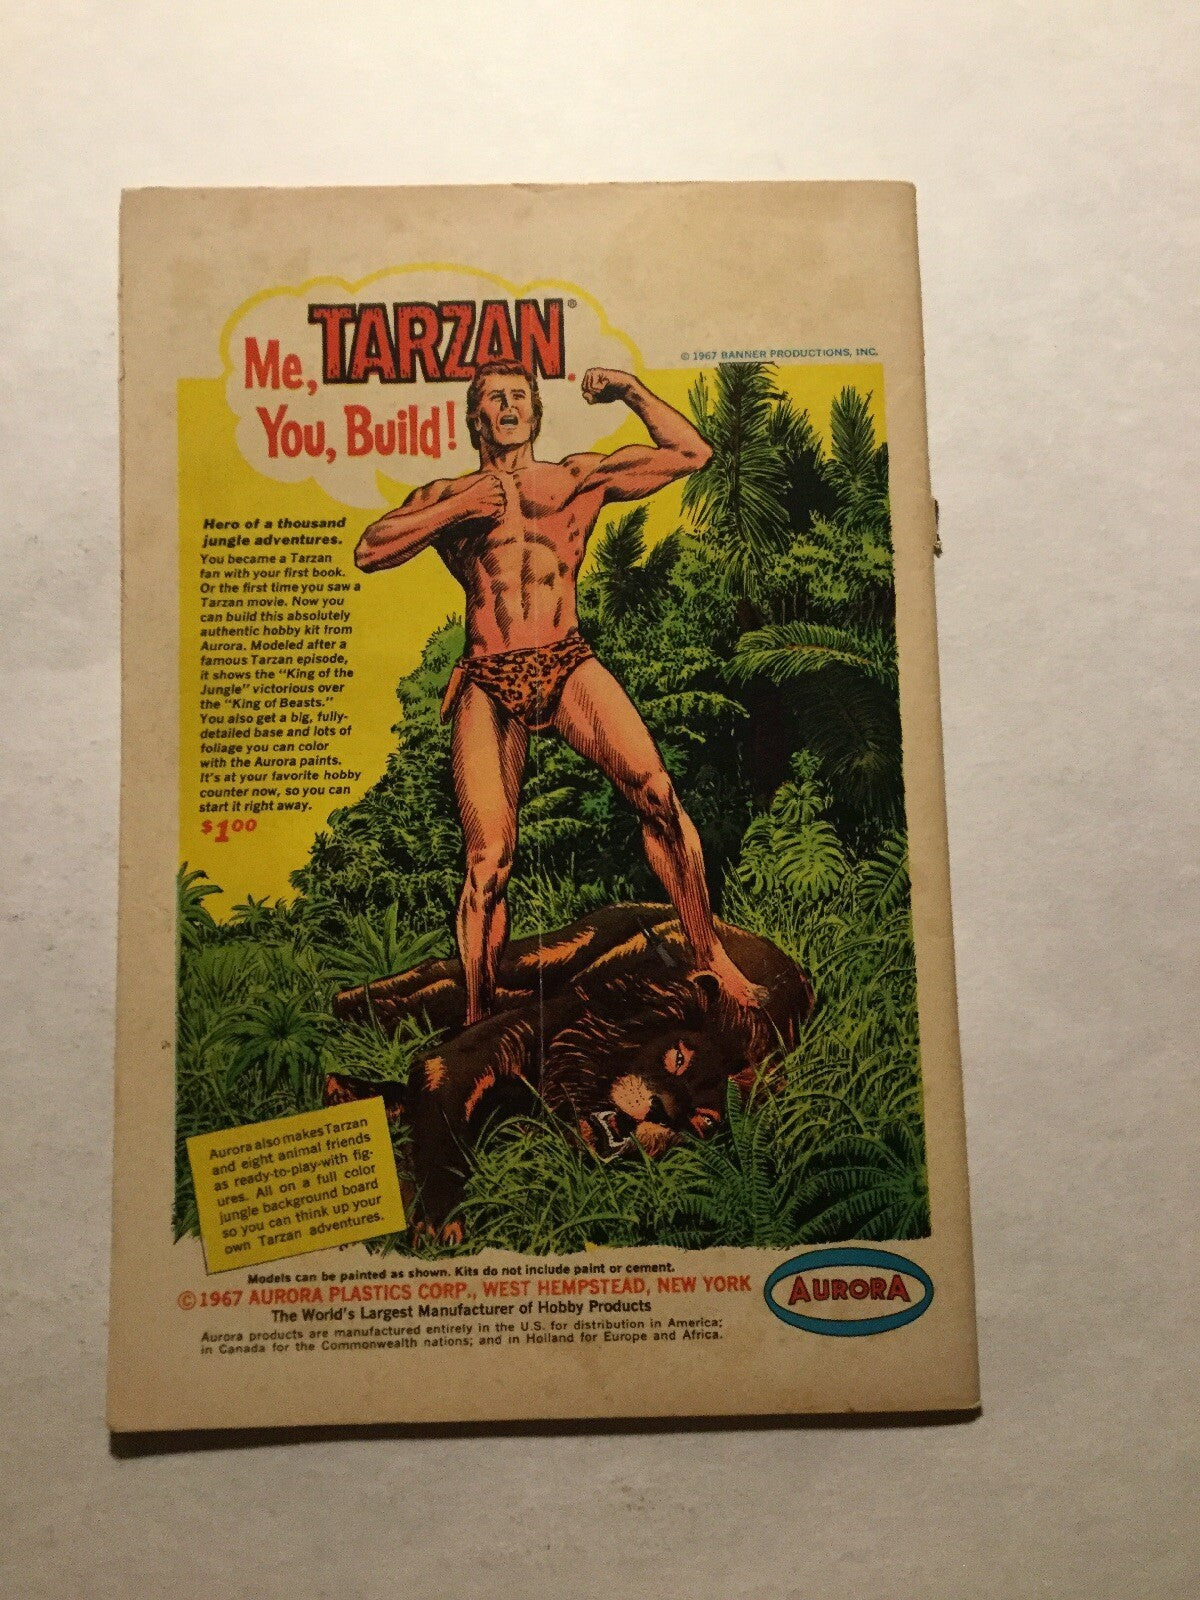 Me, TARZAN®.
You, Build!
© 1967 BANNER PRODUCTIONS, INC.
Hero of a thousand
jungle adventures.
You became a Tarzan
fan with your first book.
Or the first time you saw a
Tarzan movie. Now you
can build this absolutely
authentic hobby kit from
Aurora. Modeled after a
famous Tarzan episode,
it shows the "King of the
Jungle" victorious over
the "King of Beasts."
You also get a big, fully-
detailed base and lots of
foliage you can color
with the Aurora paints.
It's at your favorite hobby
counter now, so you can
start it right away.
$1.00
Aurora also makes Tarzan
and eight animal friends
as ready-to-play-with fig-
ures. All on a full color
jungle background board
so you can think up your
own Tarzan adventures.
Models can be painted as shown. Kits do not include paint or cement.
©1967 AURORA PLASTICS CORP., WEST HEMPSTEAD, NEW YORK
The World's Largest Manufacturer of Hobby Products
Aurora products are manufactured entirely in the U.S. for distribution in America;
in Canada for the Commonwealth nations; and in Holland for Europe and Africa.
AURORA